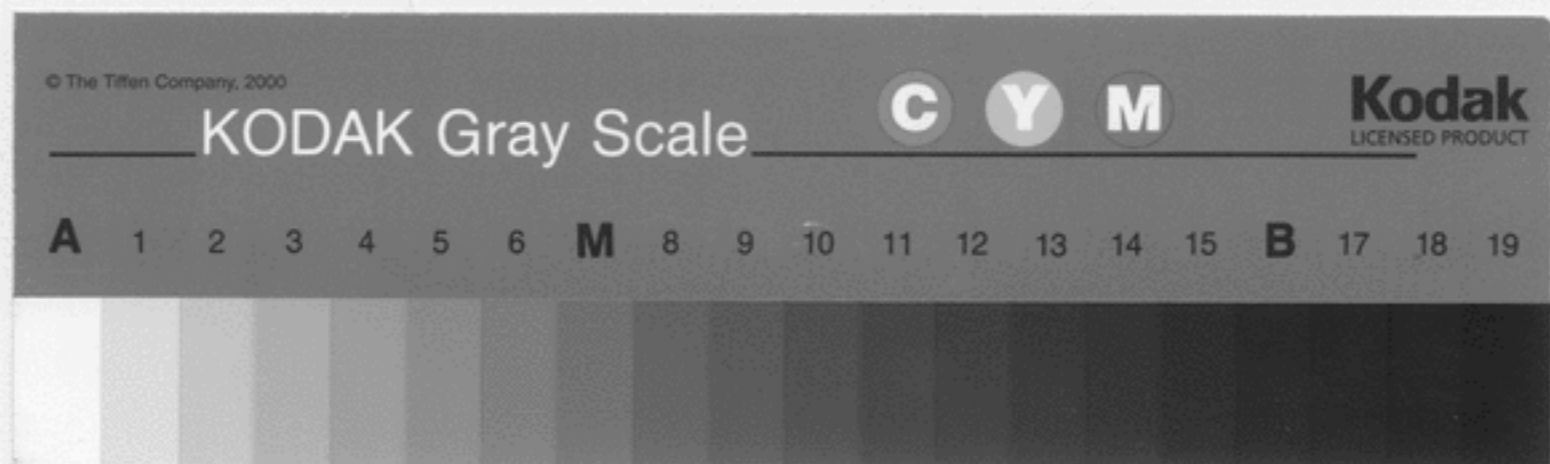 © The Tiffen Company, 2000
KODAK Gray Scale
C Y M
Kodak
LICENSED PRODUCT
A 1 2 3 4 5 6 M 8 9 10 11 12 13 14 15 B 17 18 19